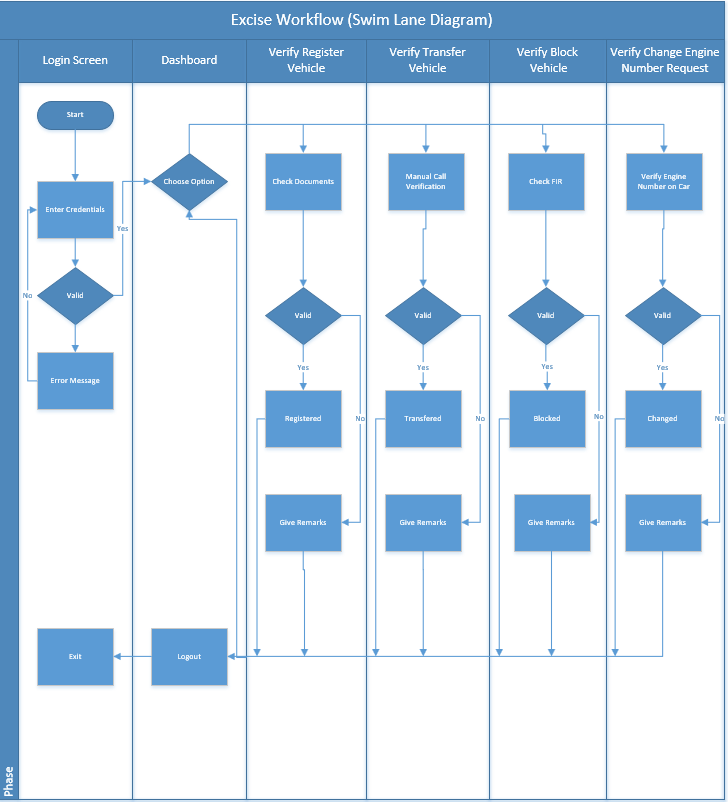 Excise Workflow (Swim Lane Diagram)
Login Screen
Dashboard
Verify Register
Vehicle
Verify Transfer
Vehicle
Verify Block
Vehicle
Verify Change Engine
Number Request
Start
Enter Credentials
Choose Option
Check Documents
Manual Call
Verification
Check FIR
Verify Engine
Number on Car
Yes
No
Valid
Valid
Valid
Valid
Valid
Yes
Yes
Yes
Yes
Error Message
Registered
No
Transfered
No
Blocked
No
Changed
No
Give Remarks
Give Remarks
Give Remarks
Give Remarks
Exit
Logout
Phase